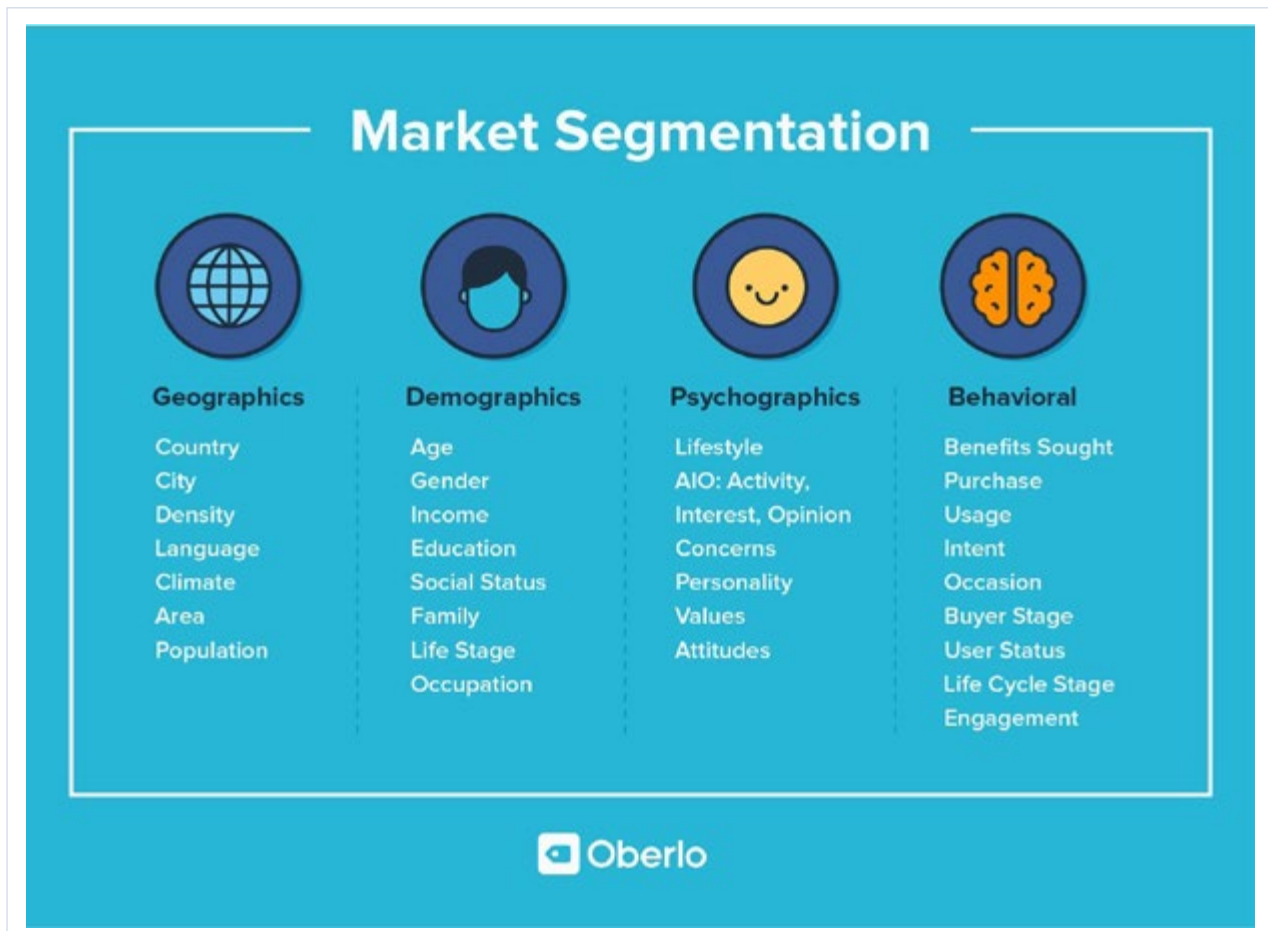 Market Segmentation
Geographics
Country
City
Density
Language
Climate
Area
Population
Demographics
Age
Gender
Income
Education
Social Status
Family
Life Stage
Occupation
Psychographics
Lifestyle
AIO: Activity,
Interest, Opinion
Concerns
Personality
Values
Attitudes
Behavioral
Benefits Sought
Purchase
Usage
Intent
Occasion
Buyer Stage
User Status
Life Cycle Stage
Engagement
Oberlo